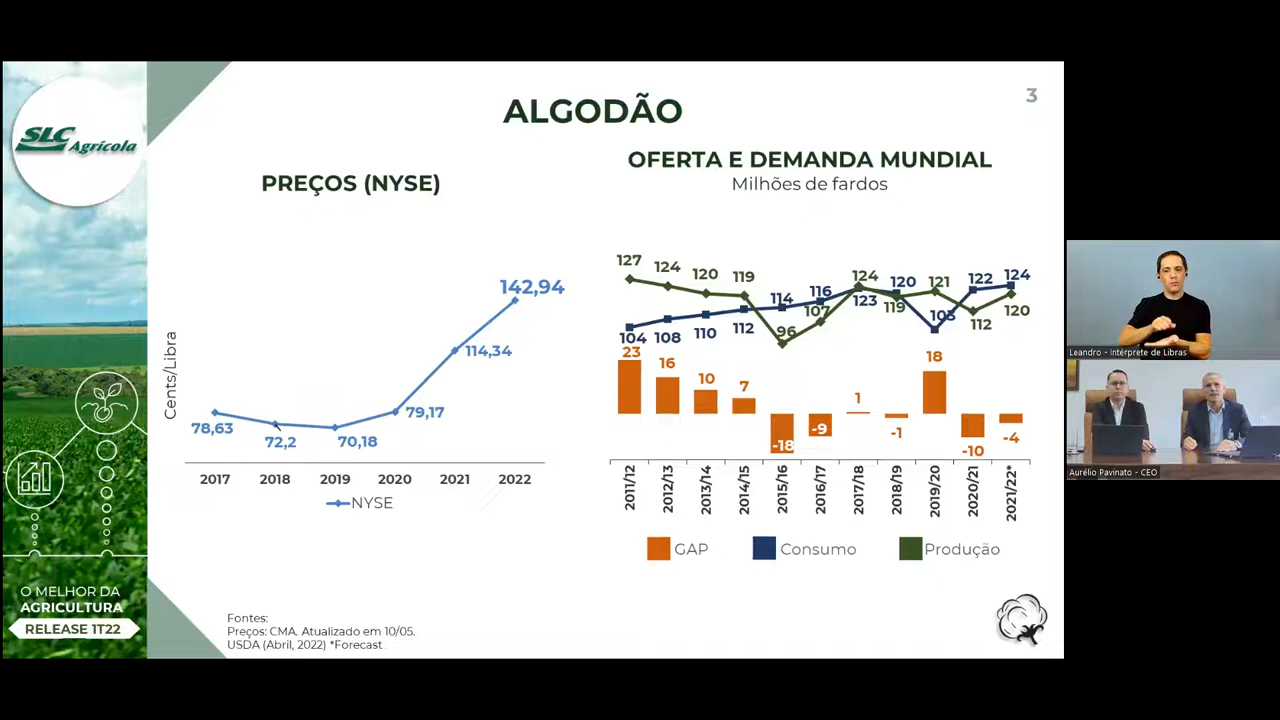 SLC
Agrícola
O MELHOR DA
AGRICULTURA
RELEASE 1T22
3
ALGODÃO
PREÇOS (NYSE)
Cents/Libra
142,94
114,34
79,17
78,63
72,2
70,18
2017 2018 2019 2020 2021 2022
NYSE
OFERTA E DEMANDA MUNDIAL
Milhões de fardos
127 124 120 119 96 107 124 119 121 112 120
104 108 110 112 114 116 123 120 103 122 124
23 16 10 7 -18 -9 1 -1 18 -10 -4
2011/12 2012/13 2013/14 2014/15 2015/16 2016/17 2017/18 2018/19 2019/20 2020/21 2021/22*
GAP Consumo Produção
Fontes:
Preços: CMA. Atualizado em 10/05.
USDA (Abril, 2022) *Forecast
Leandro - Intérprete de Libras
Aurélio Pavinato - CEO